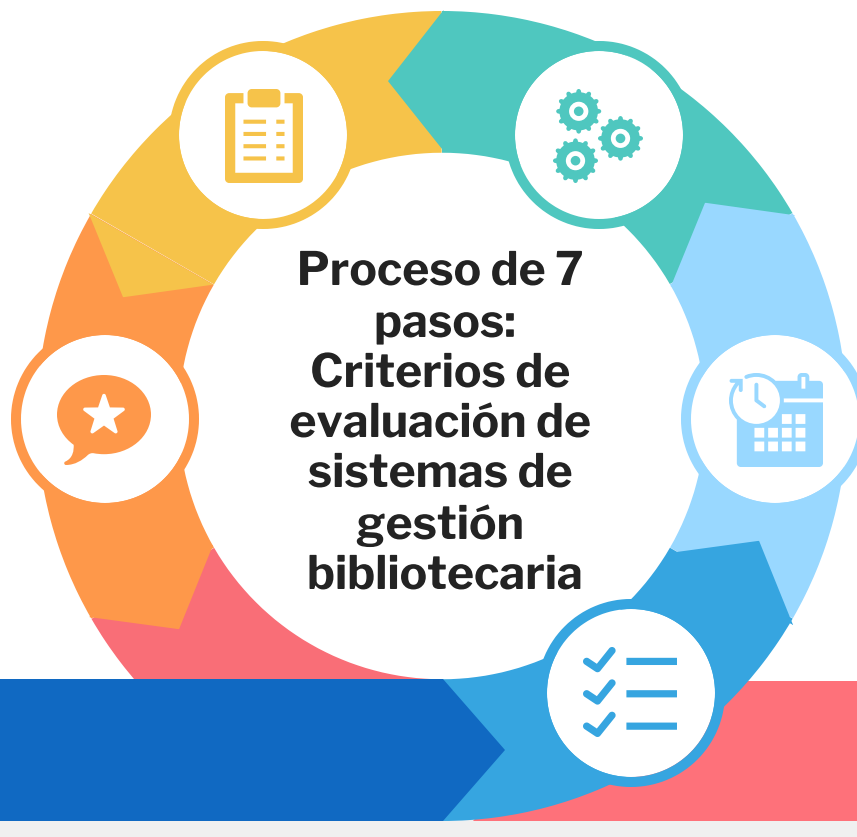 Proceso de 7
pasos:
Criterios de
evaluación de
sistemas de
gestión
bibliotecaria